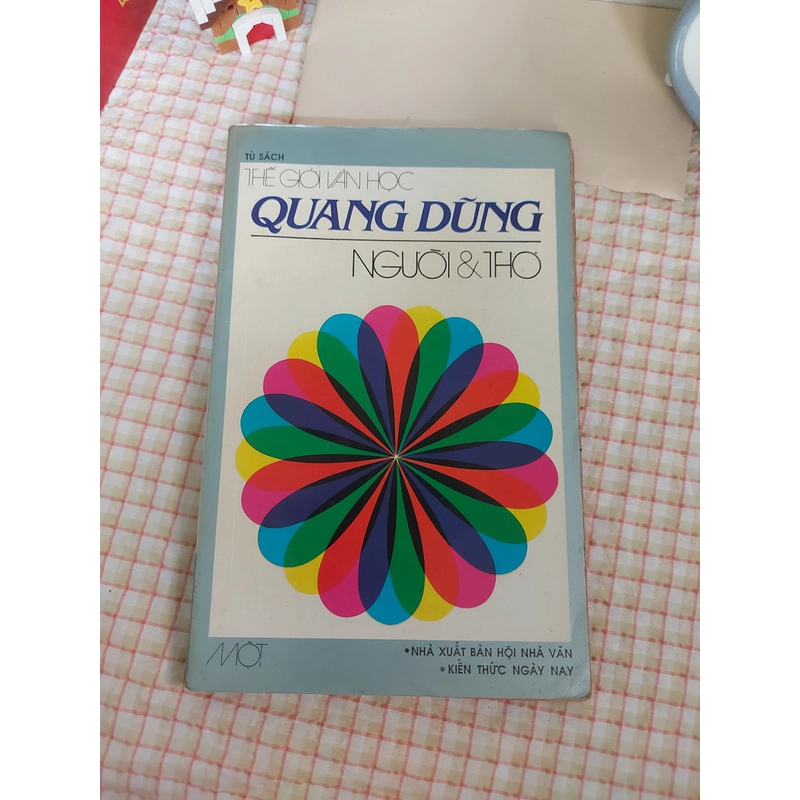 TỦ SÁCH
THẾ GIỚI VĂN HỌC
QUANG DŨNG
NGƯỜI & THƠ
MỘT
• NHÀ XUẤT BẢN HỘI NHÀ VĂN
• KIẾN THỨC NGÀY NAY